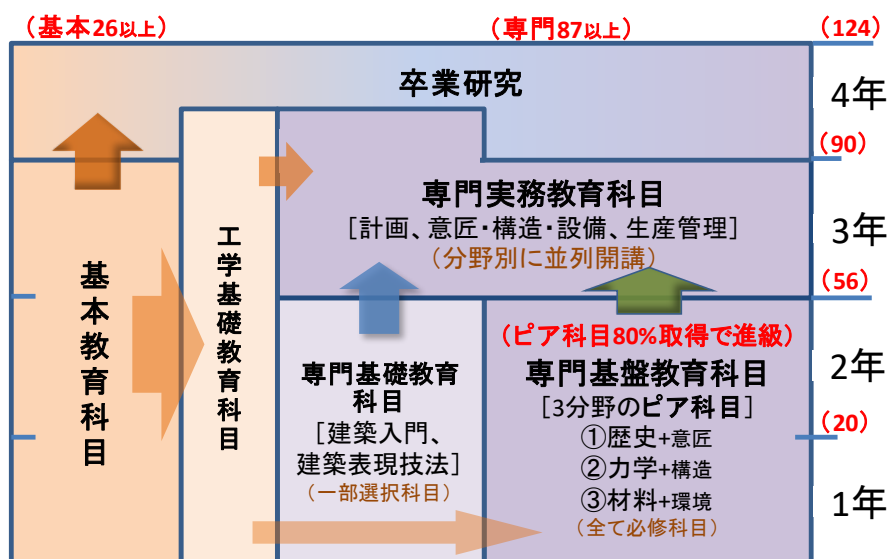 (基本26以上)
(専門87以上)
(124)
卒業研究
4年
(90)
専門実務教育科目
[計画、意匠・構造・設備、生産管理]
(分野別に並列開講)
3年
(56)
基本教育科目
工学基礎教育科目
専門基礎教育
科目
[建築入門、
建築表現技法]
(一部選択科目)
(ピア科目80%取得で進級)
専門基盤教育科目
[3分野のピア科目]
①歴史+意匠
②力学+構造
③材料+環境
(全て必修科目)
2年
(20)
1年